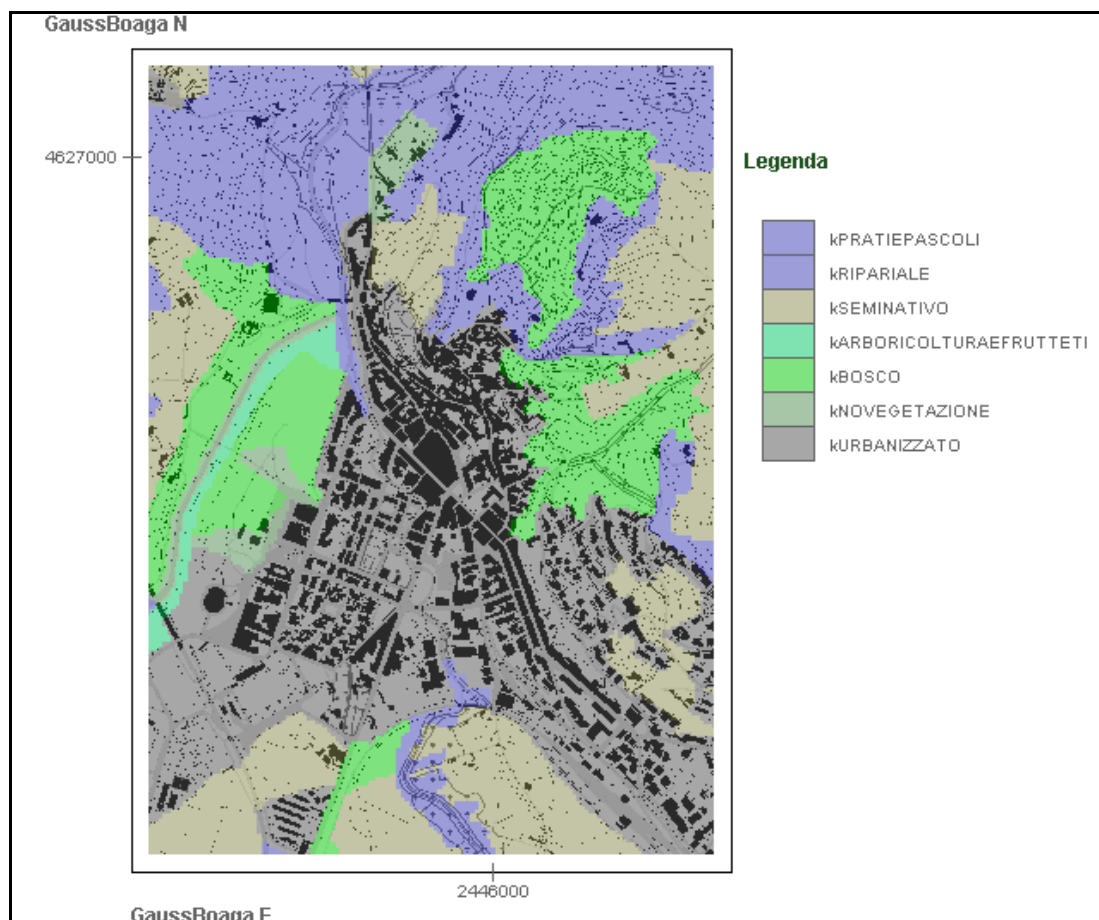 GaussBoaga N
4627000
Legenda
kPRATIEPASCOLI
kRIPARIALE
kSEMINATIVO
kARBORICOLTURAEFRUTTETI
kBOSCO
kNOVEGETAZIONE
kURBANIZZATO
2446000
GaussBoaga E